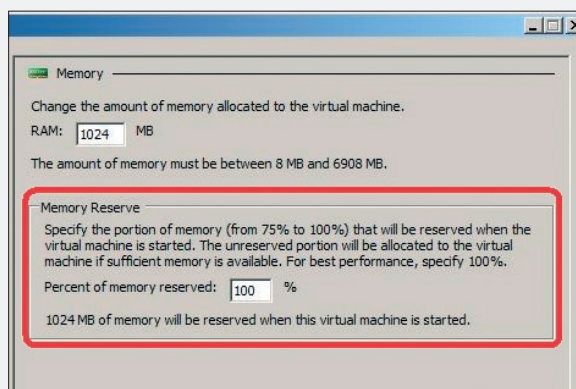 Memory
Change the amount of memory allocated to the virtual machine.
RAM: 1024 MB
The amount of memory must be between 8 MB and 6908 MB.
Memory Reserve
Specify the portion of memory (from 75% to 100%) that will be reserved when the
virtual machine is started. The unreserved portion will be allocated to the virtual
machine if sufficient memory is available. For best performance, specify 100%.
Percent of memory reserved: 100 %
1024 MB of memory will be reserved when this virtual machine is started.